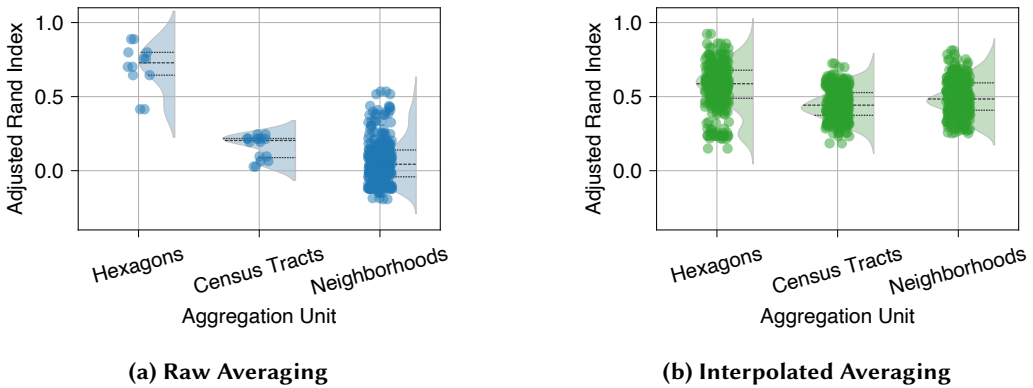 1.0
0.5
0.0
Adjusted Rand Index
Hexagons
Census Tracts
Neighborhoods
Aggregation Unit
(a) Raw Averaging
1.0
0.5
0.0
Adjusted Rand Index
Hexagons
Census Tracts
Neighborhoods
Aggregation Unit
(b) Interpolated Averaging